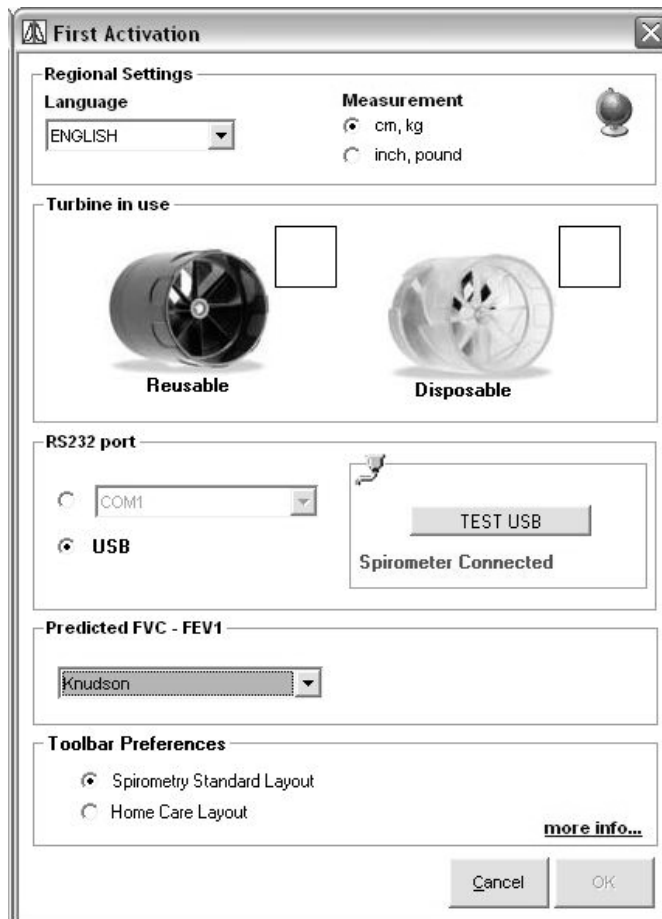 First Activation
Regional Settings
Language
Measurement
ENGLISH
cm, kg
inch, pound
Turbine in use
Reusable
Disposable
RS232 port
COM1
USB
TEST USB
Spirometer Connected
Predicted FVC - FEV1
Knudson
Toolbar Preferences
Spirometry Standard Layout
Home Care Layout
more info...
Cancel
OK